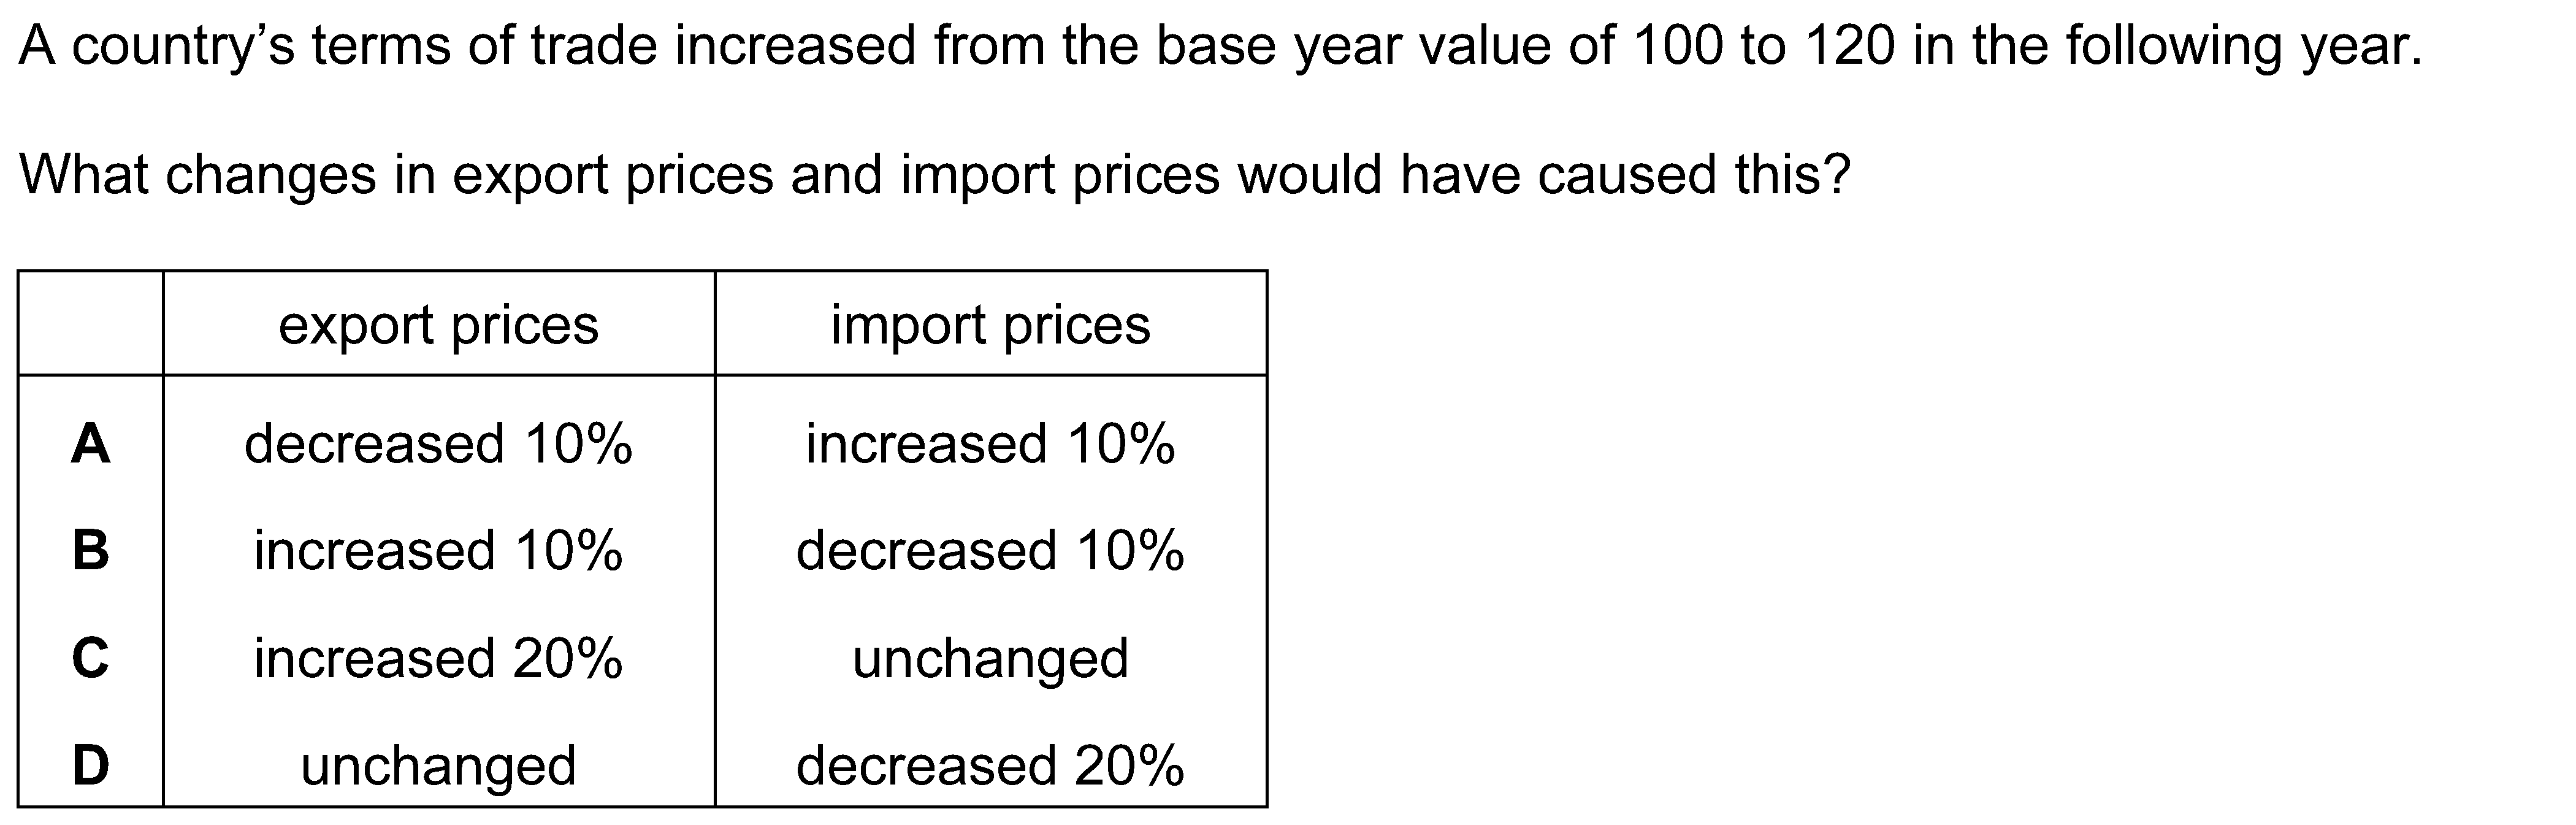 A country’s terms of trade increased from the base year value of 100 to 120 in the following year.
What changes in export prices and import prices would have caused this?
export prices import prices
A decreased 10% increased 10%
B increased 10% decreased 10%
C increased 20% unchanged
D unchanged decreased 20%